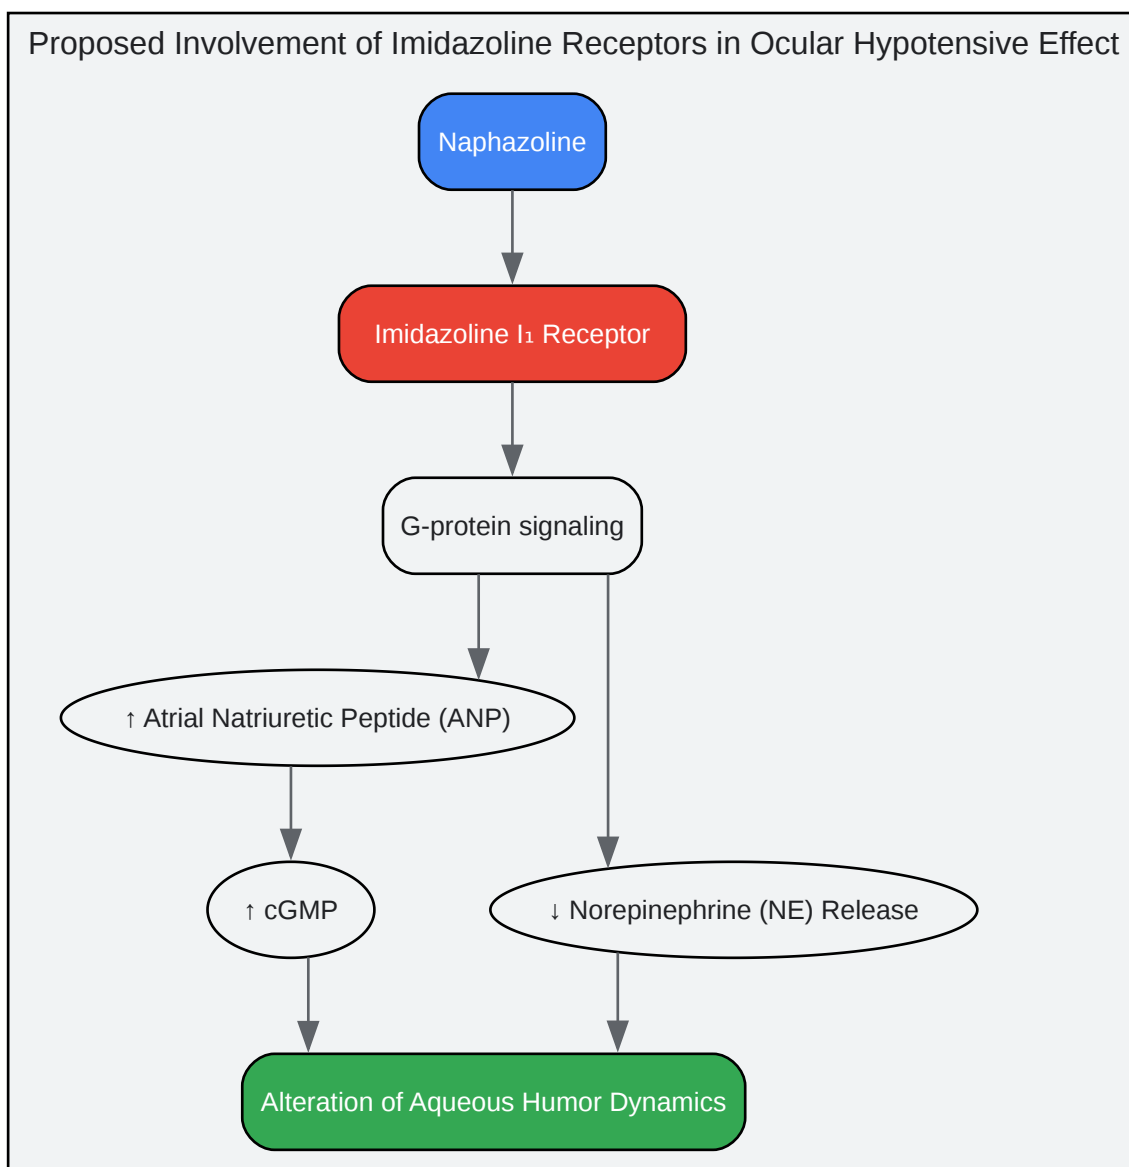 Proposed Involvement of Imidazoline Receptors in Ocular Hypotensive Effect
Naphazoline
Imidazoline I₁ Receptor
G-protein signaling
↑ Atrial Natriuretic Peptide (ANP)
↑ cGMP
↓ Norepinephrine (NE) Release
Alteration of Aqueous Humor Dynamics